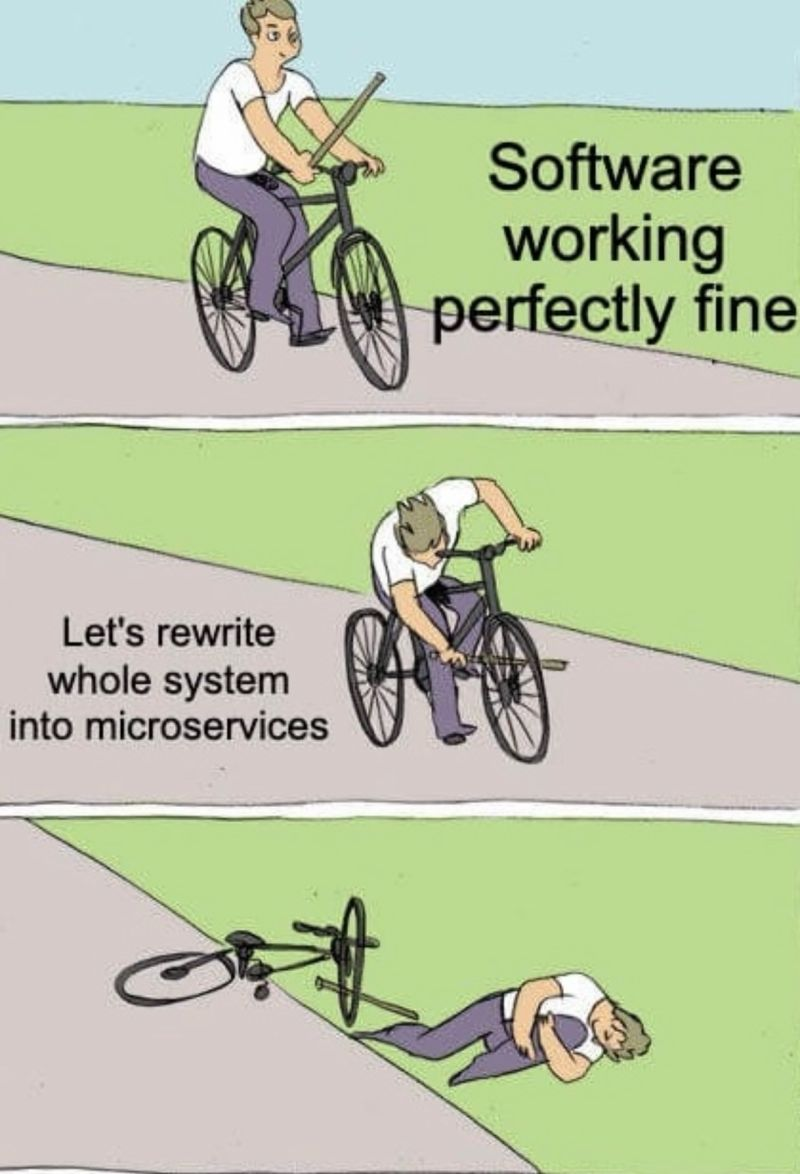 Software
working
perfectly fine
Let's rewrite
whole system
into microservices